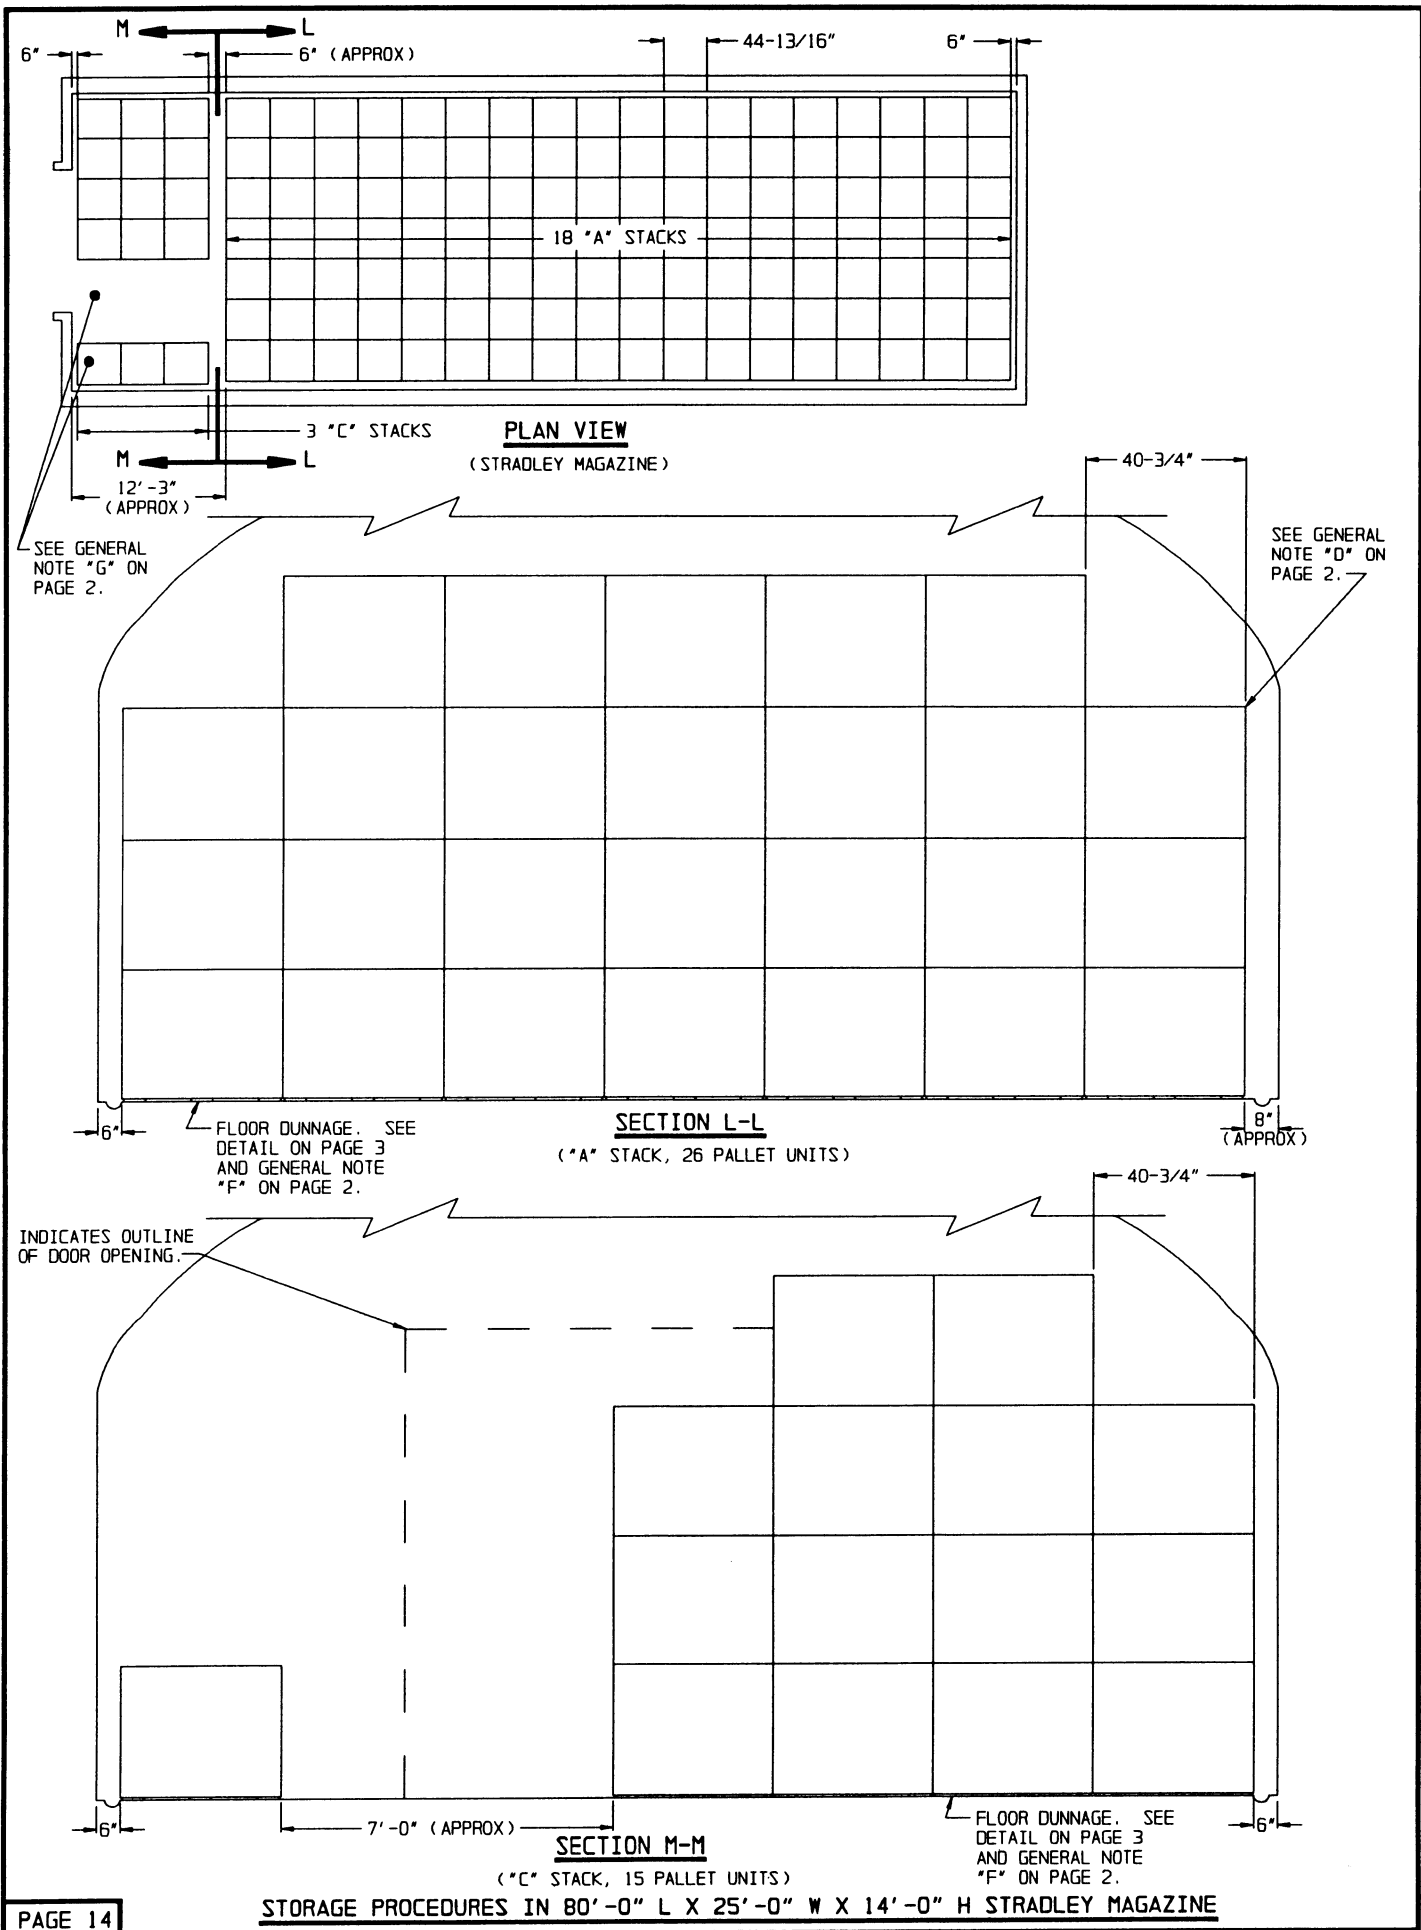 M L
6" 6" (APPROX) 44-13/16" 6"
18 "A" STACKS
3 "C" STACKS
PLAN VIEW
(STRADLEY MAGAZINE)
M L
12'-3"
(APPROX)
40-3/4"
SEE GENERAL
NOTE "G" ON
PAGE 2.
SEE GENERAL
NOTE "D" ON
PAGE 2.
6"
FLOOR DUNNAGE. SEE
DETAIL ON PAGE 3
AND GENERAL NOTE
"F" ON PAGE 2.
SECTION L-L
("A" STACK, 26 PALLET UNITS)
8"
(APPROX)
40-3/4"
INDICATES OUTLINE
OF DOOR OPENING.
6"
7'-0" (APPROX)
SECTION M-M
("C" STACK, 15 PALLET UNITS)
FLOOR DUNNAGE. SEE
DETAIL ON PAGE 3
AND GENERAL NOTE
"F" ON PAGE 2.
6"
PAGE 14
STORAGE PROCEDURES IN 80'-0" L X 25'-0" W X 14'-0" H STRADLEY MAGAZINE